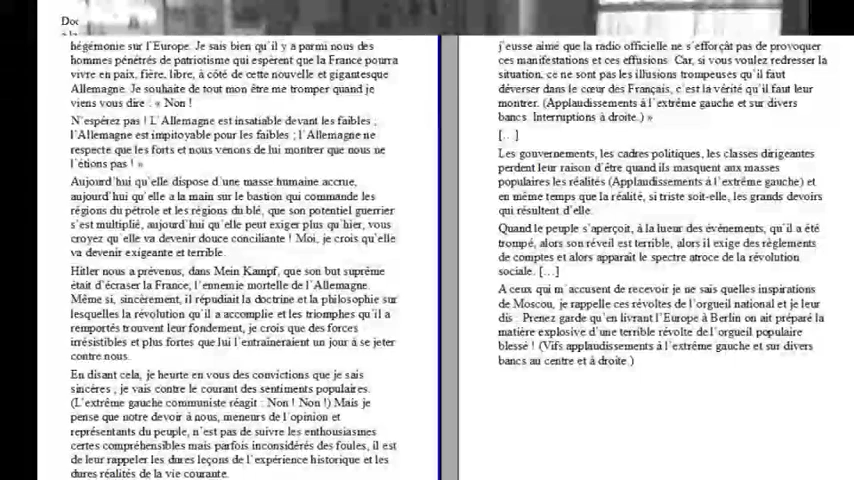 Doc
hégémonie sur l'Europe. Je sais bien qu'il y a parmi nous des
hommes pénétrés de patriotisme qui espèrent que la France pourra
vivre en paix, fière, libre, à côté de cette nouvelle et gigantesque
Allemagne. Je souhaite de tout mon être me tromper quand je
viens vous dire : « Non !
N'espérez pas ! L'Allemagne est insatiable devant les faibles ;
l'Allemagne est impitoyable pour les faibles ; l'Allemagne ne
respecte que les forts et nous venons de lui montrer que nous ne
l'étions pas ! »
Aujourd'hui qu'elle dispose d'une masse humaine accrue,
aujourd'hui qu'elle a la main sur le bastion qui commande les
régions du pétrole et les régions du blé, que son potentiel guerrier
s'est multiplié, aujourd'hui qu'elle peut exiger plus qu'hier, vous
croyez qu'elle va devenir douce conciliante ! Moi, je crois qu'elle
va devenir exigeante et terrible.
Hitler nous a prévenus, dans Mein Kampf, que son but suprême
était d'écraser la France, l'ennemie mortelle de l'Allemagne.
Même si, sincèrement, il répudiait la doctrine et la philosophie sur
lesquelles la révolution qu'il a accomplie et les triomphes qu'il a
remportés trouvent leur fondement, je crois que des forces
irrésistibles et plus fortes que lui l'entraîneraient un jour à se jeter
contre nous.
En disant cela, je heurte en vous des convictions que je sais
sincères ; je vais contre le courant des sentiments populaires.
(L'extrême gauche communiste réagit : Non ! Non !) Mais je
pense que notre devoir à nous, meneurs de l'opinion et
représentants du peuple, n'est pas de suivre les enthousiasmes
certes compréhensibles mais parfois inconsidérés des foules, il est
de leur rappeler les dures leçons de l'expérience historique et les
dures réalités de la vie courante.
j'eusse aimé que la radio officielle ne s'efforçât pas de provoquer
ces manifestations et ces effusions. Car, si vous voulez redresser la
situation, ce ne sont pas les illusions trompeuses qu'il faut
déverser dans le cœur des Français, c'est la vérité qu'il faut leur
montrer. (Applaudissements à l'extrême gauche et sur divers
bancs. Interruptions à droite.) »
[...]
Les gouvernements, les cadres politiques, les classes dirigeantes
perdent leur raison d'être quand ils masquent aux masses
populaires les réalités (Applaudissements à l'extrême gauche) et
en même temps que la réalité, si triste soit-elle, les grands devoirs
qui résultent d'elle.
Quand le peuple s'aperçoit, à la lueur des événements, qu'il a été
trompé, alors son réveil est terrible, alors il exige des règlements
de comptes et alors apparaît le spectre atroce de la révolution
sociale. [...]
A ceux qui m'accusent de recevoir je ne sais quelles inspirations
de Moscou, je rappelle ces révoltes de l'orgueil national et je leur
dis : Prenez garde qu'en livrant l'Europe à Berlin on ait préparé la
matière explosive d'une terrible révolte de l'orgueil populaire
blessé ! (Vifs applaudissements à l'extrême gauche et sur divers
bancs au centre et à droite.)